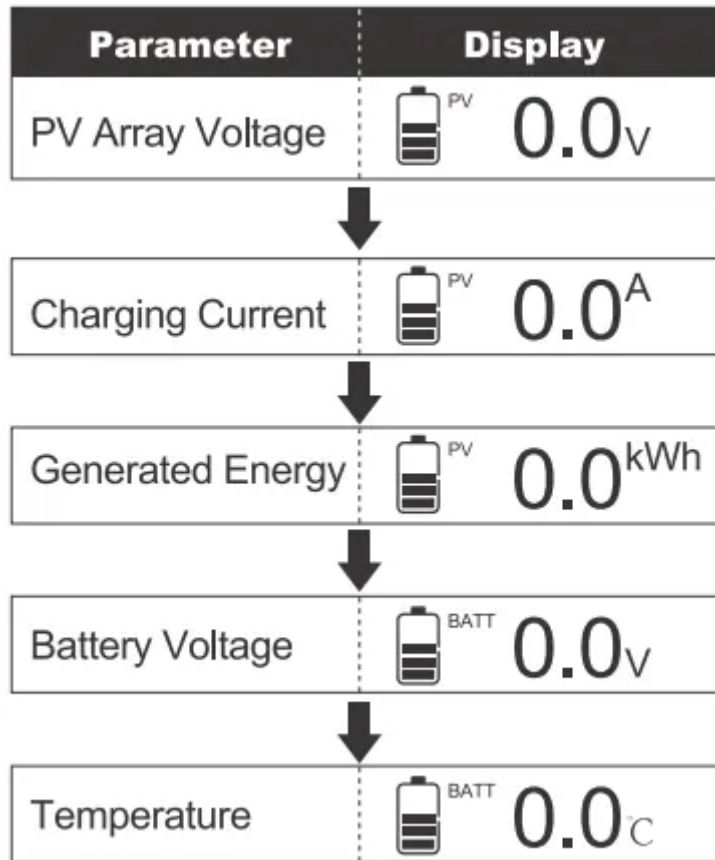 Parameter Display
PV Array Voltage PV 0.0V
Charging Current PV 0.0A
Generated Energy PV 0.0kWh
Battery Voltage BATT 0.0V
Temperature BATT 0.0℃